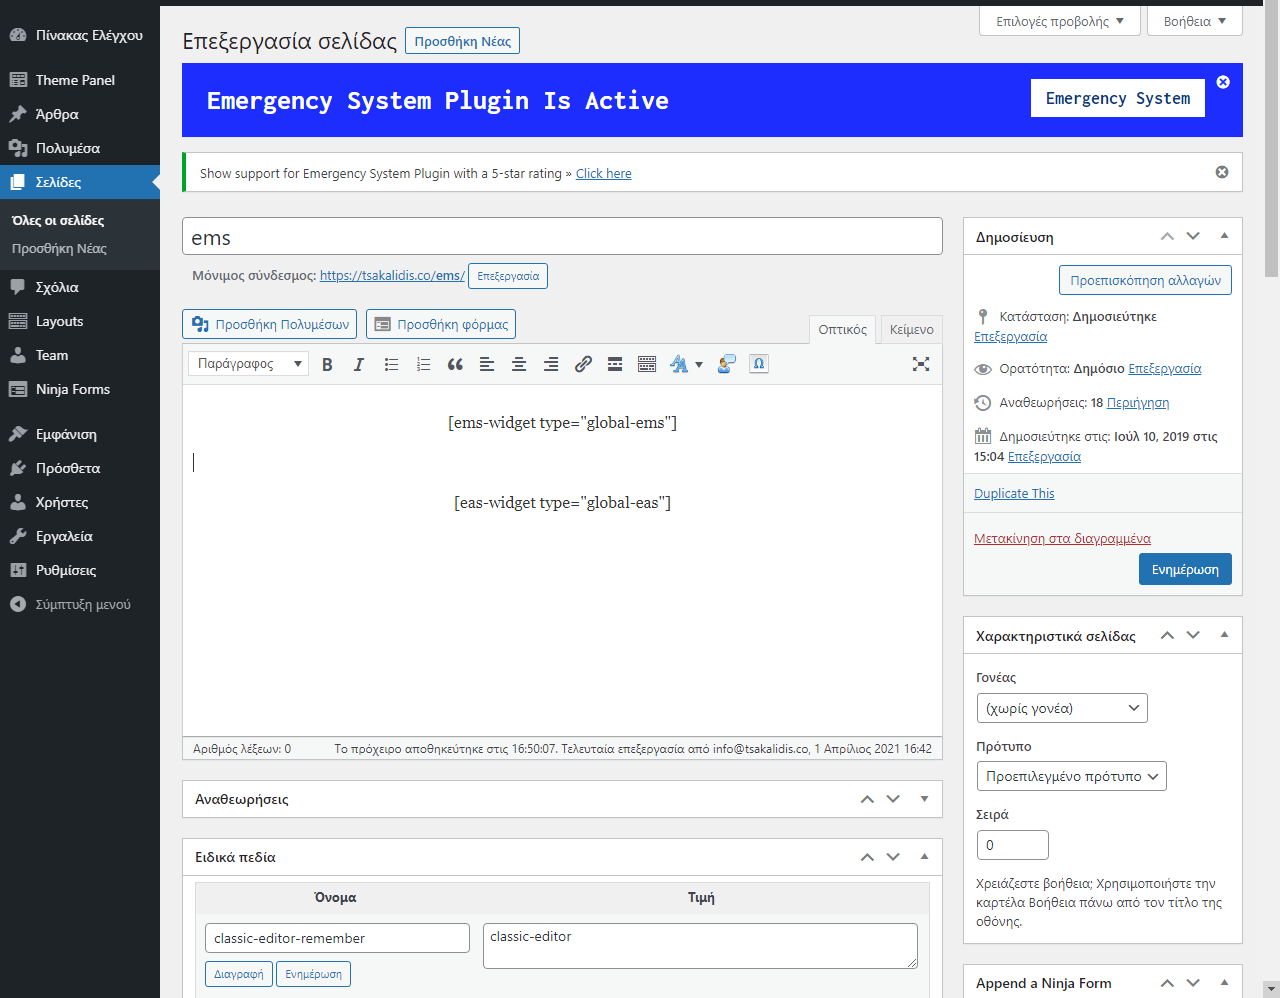 Επιλογές προβολής
Βοήθεια
Πίνακας Ελέγχου
Theme Panel
Άρθρα
Πολυμέσα
Σελίδες
Όλες οι σελίδες
Προσθήκη Νέας
Σχόλια
Layouts
Team
Ninja Forms
Εμφάνιση
Πρόσθετα
Χρήστες
Εργαλεία
Ρυθμίσεις
Σύμπτυξη μενού
Επεξεργασία σελίδας Προσθήκη Νέας
Emergency System Plugin Is Active
Emergency System
Show support for Emergency System Plugin with a 5-star rating » Click here
ems
Μόνιμος σύνδεσμος: https://tsakalidis.co/ems/ Επεξεργασία
Προσθήκη Πολυμέσων
Προσθήκη φόρμας
Οπτικός
Κείμενο
Παράγραφος
[ems-widget type="global-ems"]
[eas-widget type="global-eas"]
Αριθμός λέξεων: 0
Το πρόχειρο αποθηκεύτηκε στις 16:50:07. Τελευταία επεξεργασία από info@tsakalidis.co, 1 Απρίλιος 2021 16:42
Αναθεωρήσεις
Ειδικά πεδία
Όνομα
Τιμή
classic-editor-remember
classic-editor
Διαγραφή
Ενημέρωση
Δημοσίευση
Προεπισκόπηση αλλαγών
Κατάσταση: Δημοσιεύτηκε
Επεξεργασία
Ορατότητα: Δημόσιο Επεξεργασία
Αναθεωρήσεις: 18 Περιήγηση
Δημοσιεύτηκε στις: Ιούλ 10, 2019 στις
15:04 Επεξεργασία
Duplicate This
Μετακίνηση στα διαγραμμένα
Ενημέρωση
Χαρακτηριστικά σελίδας
Γονέας
(χωρίς γονέα)
Πρότυπο
Προεπιλεγμένο πρότυπο
Σειρά
0
Χρειάζεστε βοήθεια; Χρησιμοποιήστε την
καρτέλα Βοήθεια πάνω από τον τίτλο της
οθόνης.
Append a Ninja Form